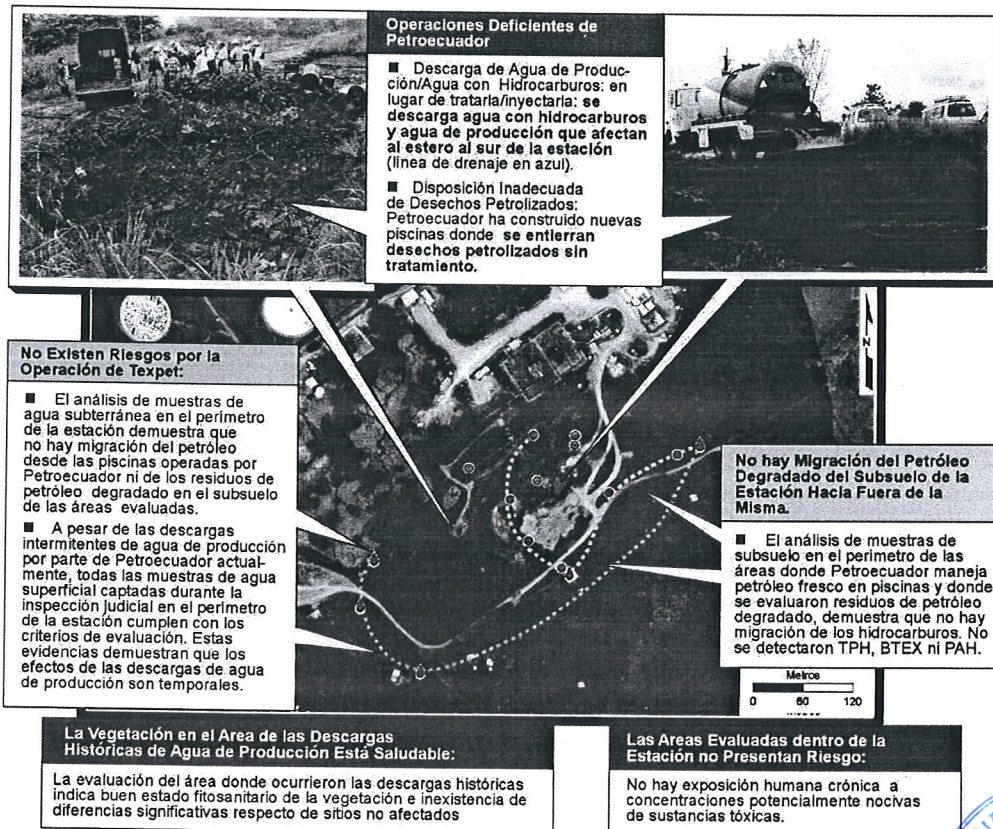 Operaciones Deficientes de
Petroecuador
■ Descarga de Agua de Produc-
ción/Agua con Hidrocarburos: en
lugar de tratarla/inyectarla: se
descarga agua con hidrocarburos
y agua de producción que afectan
al estero al sur de la estación
(línea de drenaje en azul).
■ Disposición Inadecuada
de Desechos Petrolizados:
Petroecuador ha construido nuevas
piscinas donde se entierran
desechos petrolizados sin
tratamiento.
No Existen Riesgos por la
Operación de Texpet:
■ El análisis de muestras de
agua subterránea en el perímetro
de la estación demuestra que
no hay migración del petróleo
desde las piscinas operadas por
Petroecuador ni de los residuos de
petróleo degradado en el subsuelo
de las áreas evaluadas.
■ A pesar de las descargas
intermitentes de agua de producción
por parte de Petroecuador actual-
mente, todas las muestras de agua
superficial captadas durante la
inspección judicial en el perímetro
de la estación cumplen con los
criterios de evaluación. Estas
evidencias demuestran que los
efectos de las descargas de agua
de producción son temporales.
N
No hay Migración del Petróleo
Degradado del Subsuelo de la
Estación Hacia Fuera de la
Misma.
■ El análisis de muestras de
subsuelo en el perimetro de las
áreas donde Petroecuador maneja
petróleo fresco en piscinas y donde
se evaluaron residuos de petróleo
degradado, demuestra que no hay
migración de los hidrocarburos. No
se detectaron TPH, BTEX ni PAH.
Metros
0 60 120
La Vegetación en el Area de las Descargas
Históricas de Agua de Producción Está Saludable:
La evaluación del área donde ocurrieron las descargas históricas
indica buen estado fitosanitario de la vegetación e inexistencia de
diferencias significativas respecto de sitios no afectados
Las Areas Evaluadas dentro de la
Estación no Presentan Riesgo:
No hay exposición humana crónica a
concentraciones potencialmente nocivas
de sustancias tóxicas.